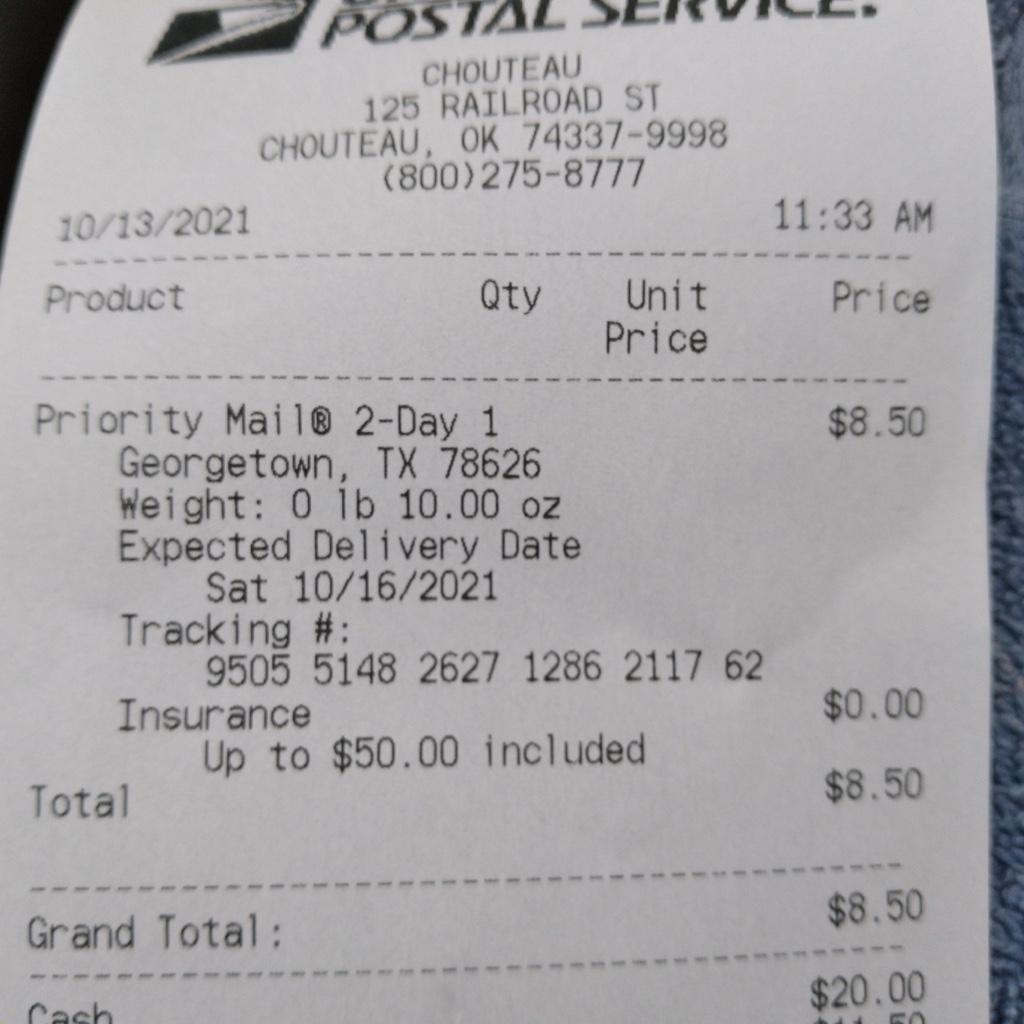 POSTAL SERVICE.
CHOUTEAU
125 RAILROAD ST
CHOUTEAU, OK 74337-9998
(800)275-8777
10/13/2021 11:33 AM
Product Qty Unit Price
Price
Priority Mail® 2-Day 1 $8.50
Georgetown, TX 78626
Weight: 0 lb 10.00 oz
Expected Delivery Date
Sat 10/16/2021
Tracking #:
9505 5148 2627 1286 2117 62
Insurance $0.00
Up to $50.00 included
Total $8.50
Grand Total: $8.50
Cash $20.00